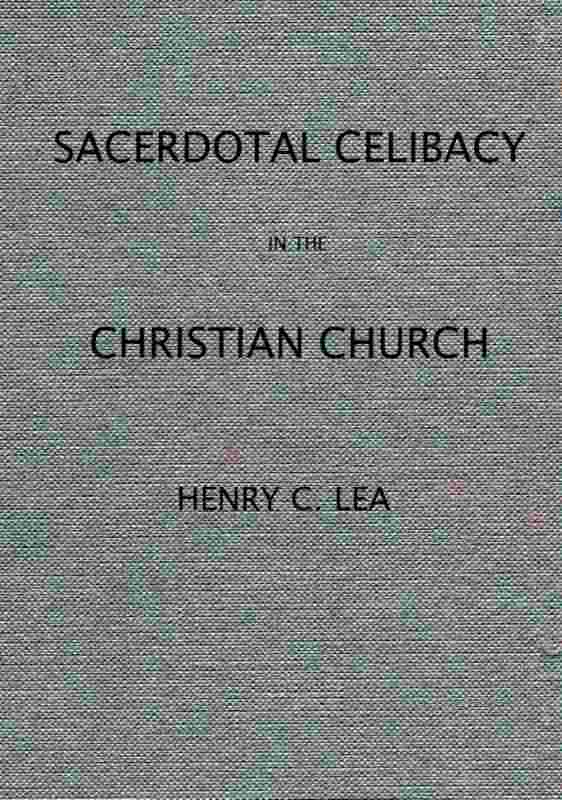 SACERDOTAL CELIBACY
IN THE
CHRISTIAN CHURCH
HENRY C. LEA